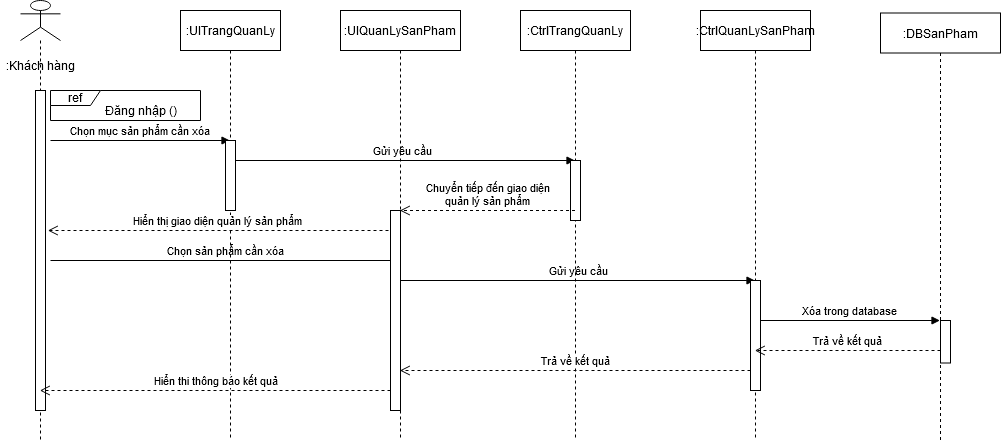 :UITrangQuanLy
:UIQuanLySanPham
:CtrlTrangQuanLy
:CtrlQuanLySanPham
:DBSanPham
:Khách hàng
ref
Đăng nhập ()
Chọn mục sản phẩm cần xóa
Gửi yêu cầu
Chuyển tiếp đến giao diện
quản lý sản phẩm
Hiển thị giao diện quản lý sản phẩm
Chọn sản phẩm cần xóa
Gửi yêu cầu
Xóa trong database
Trả về kết quả
Trả về kết quả
Hiển thi thông báo kết quả